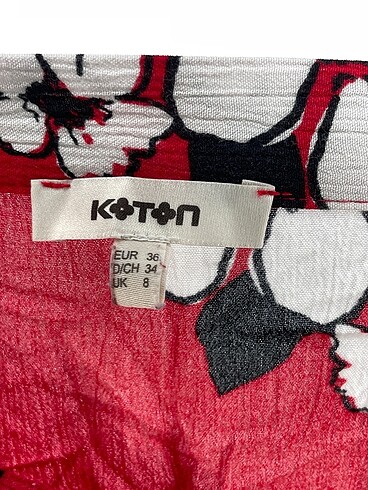 KOTON
EUR 36
D/CH 34
UK 8